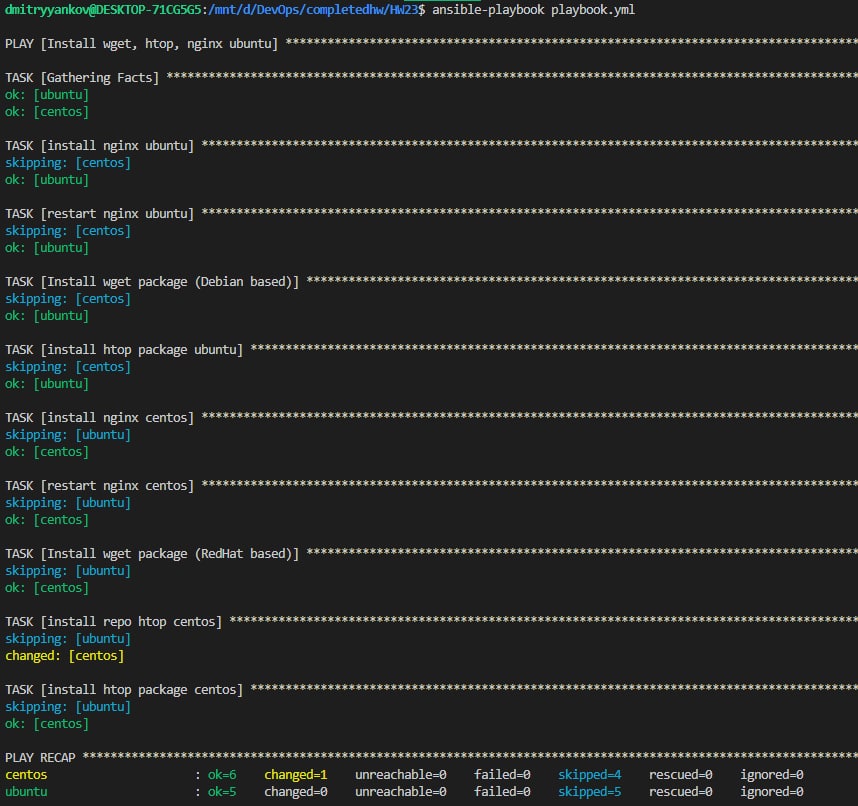 dmitryyankov@DESKTOP-71CG5G5:/mnt/d/DevOps/completedhw/HW23$ ansible-playbook playbook.yml
PLAY [Install wget, htop, nginx ubuntu] **********************************************************************************
TASK [Gathering Facts] ***************************************************************************************************
ok: [ubuntu]
ok: [centos]
TASK [install nginx ubuntu] **********************************************************************************************
skipping: [centos]
ok: [ubuntu]
TASK [restart nginx ubuntu] **********************************************************************************************
skipping: [centos]
ok: [ubuntu]
TASK [Install wget package (Debian based)] *******************************************************************************
skipping: [centos]
ok: [ubuntu]
TASK [install htop package ubuntu] ***************************************************************************************
skipping: [centos]
ok: [ubuntu]
TASK [install nginx centos] **********************************************************************************************
skipping: [ubuntu]
ok: [centos]
TASK [restart nginx centos] **********************************************************************************************
skipping: [ubuntu]
ok: [centos]
TASK [Install wget package (RedHat based)] *******************************************************************************
skipping: [ubuntu]
ok: [centos]
TASK [install repo htop centos] ******************************************************************************************
skipping: [ubuntu]
changed: [centos]
TASK [install htop package centos] ***************************************************************************************
skipping: [ubuntu]
ok: [centos]
PLAY RECAP ***************************************************************************************************************
centos : ok=6 changed=1 unreachable=0 failed=0 skipped=4 rescued=0 ignored=0
ubuntu : ok=5 changed=0 unreachable=0 failed=0 skipped=5 rescued=0 ignored=0